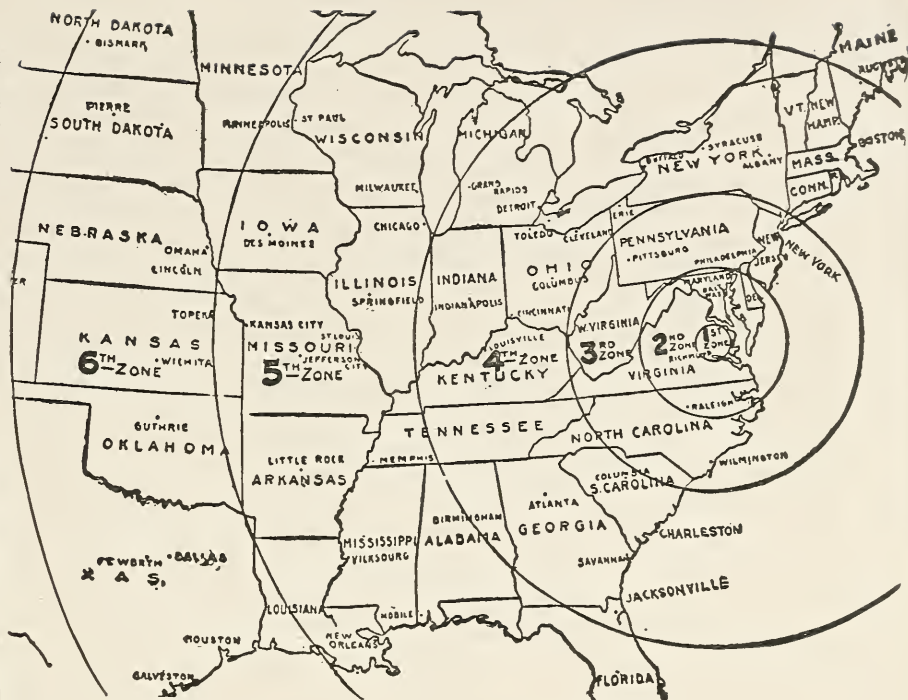 NORTH DAKOTA
BISMARK
MINNESOTA
MAINE
AUGUSTA
PIERRE
SOUTH DAKOTA
MINNEPOLIS
ST PAUL
WISCONSIN
MICHIGAN
VT.
NEW
HAMP.
BOSTON
BUFFALO
SYRACUSE
NEW YORK
ALBANY
MASS
CONN.
R
MILWAUKEE
GRAND
RAPIDS
DETROIT
NEBRASKA
OMAHA
LINCOLN
IOWA
DES MOINES
CHICAGO
TOLEDO
CLEVELAND
ERIE
PENNSYLVANIA
PITTSBURG
PHILADELPHIA
NEW
JERSEY
NEW YORK
ILLINOIS
SPRINGFIELD
INDIANA
INDIANAPOLIS
OHIO
COLUMBUS
CINCINNATI
MARYLAND
DEL
TOPEKA
KANSAS
WICHITA
6TH ZONE
KANSAS CITY
ST LOUIS
MISSOURI
JEFFERSON
CITY
5TH ZONE
LOUISVILLE
4TH ZONE
KENTUCKY
W. VIRGINIA
3RD ZONE
2ND ZONE
1ST ZONE
RICHMOND
VIRGINIA
GUTHRIE
OKLAHOMA
TENNESSEE
RALEIGH
NORTH CAROLINA
LITTLE ROCK
ARKANSAS
MEMPHIS
WILMINGTON
COLUMBIA
S. CAROLINA
ATLANTA
GEORGIA
BIRMINGHAM
ALABAMA
MISSISSIPPI
VIKSBURG
CHARLESTON
SAVANNAH
FT WORTH
DALLAS
X A S,
JACKSONVILLE
LOUISIANA
MOBILE
NEW
ORLEANS
HOUSTON
GALVESTON
FLORIDA